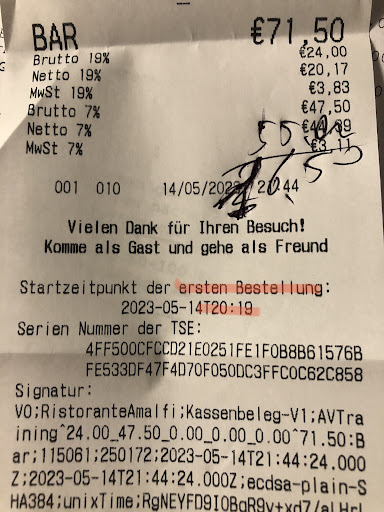 BAR €71,50
Brutto 19% €24,00
Netto 19% €20,17
MwSt 19% €3,83
Brutto 7% €47,50
Netto 7%
MwSt 7% €3,11
001 010 14/05/2023 21:44
Vielen Dank für Ihren Besuch!
Komme als Gast und gehe als Freund
Startzeitpunkt der ersten Bestellung:
2023-05-14T20:19
Serien Nummer der TSE:
4FF500CFCCD21E0251FE1F0B8B61576B
FE533DF47F4D70F050DC3FFC0C62C858
Signatur:
V0;RistoranteAmalfi;Kassenbeleg-V1;AVTra
ining^24.00_47.50_0.00_0.00_0.00^71.50:B
ar;115061;250172;2023-05-14T21:44:24.000
Z;2023-05-14T21:44:24.000Z;ecdsa-plain-S